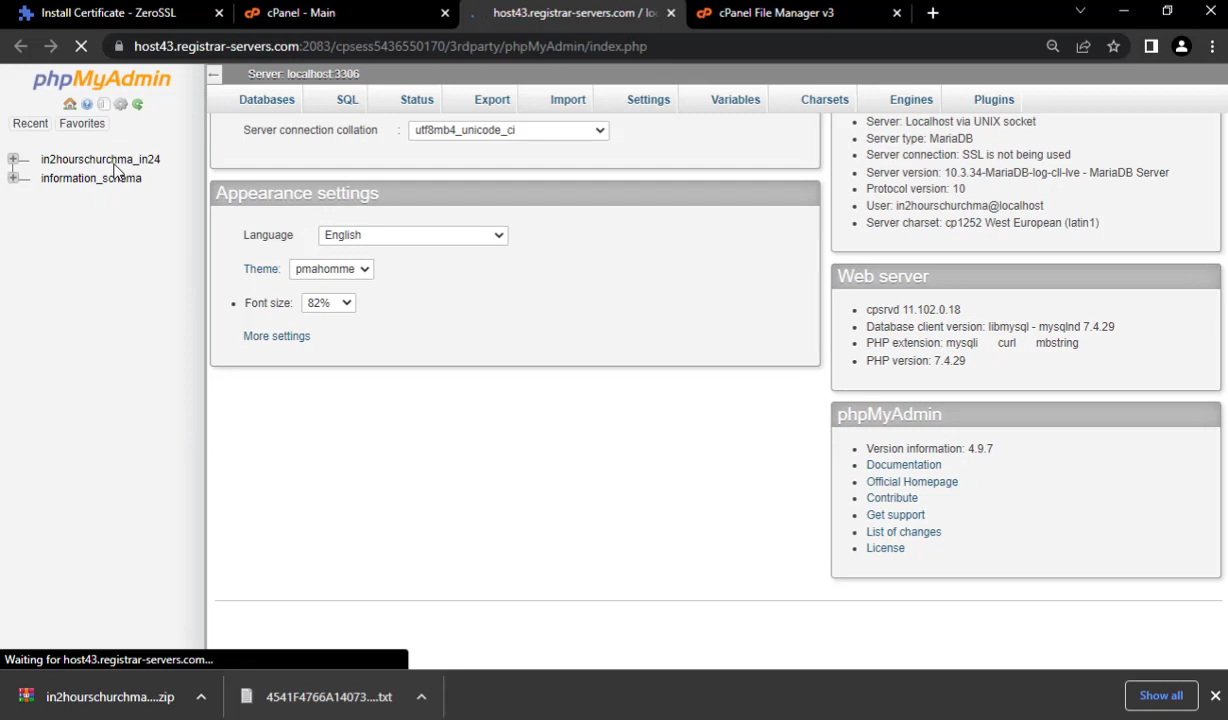 Install Certificate - ZeroSSL
cPanel - Main
host43.registrar-servers.com / lo
cPanel File Manager v3
host43.registrar-servers.com:2083/cpsess5436550170/3rdparty/phpMyAdmin/index.php
phpMyAdmin
Recent Favorites
in2hourschurchma_in24
information_schema
Server: localhost:3306
Databases SQL Status Export Import Settings Variables Charsets Engines Plugins
Server connection collation : utf8mb4_unicode_ci
Appearance settings
Language English
Theme: pmahomme
Font size: 82%
More settings
Server: Localhost via UNIX socket
Server type: MariaDB
Server connection: SSL is not being used
Server version: 10.3.34-MariaDB-log-cll-lve - MariaDB Server
Protocol version: 10
User: in2hourschurchma@localhost
Server charset: cp1252 West European (latin1)
Web server
cpsrvd 11.102.0.18
Database client version: libmysql - mysqlnd 7.4.29
PHP extension: mysqli curl mbstring
PHP version: 7.4.29
phpMyAdmin
Version information: 4.9.7
Documentation
Official Homepage
Contribute
Get support
List of changes
License
Waiting for host43.registrar-servers.com...
in2hourschurchma....zip
4541F4766A14073....txt
Show all